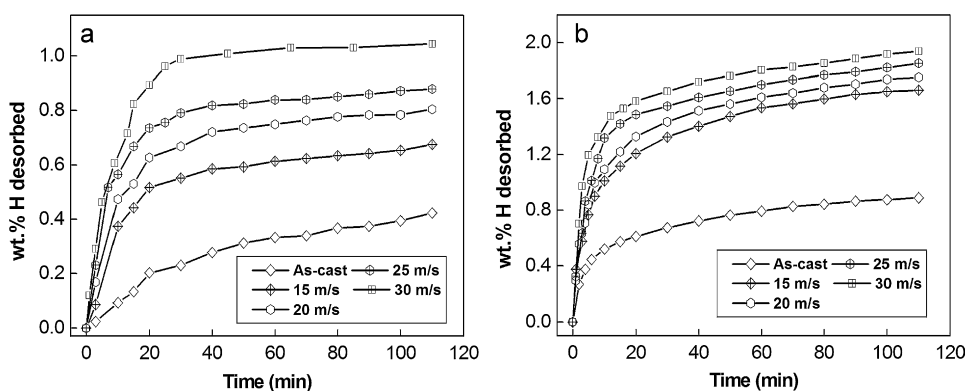 a
wt.% H desorbed
1.0
0.8
0.6
0.4
0.2
0.0
As-cast
25 m/s
15 m/s
30 m/s
20 m/s
0 20 40 60 80 100 120
Time (min)
b
wt.% H desorbed
2.0
1.6
1.2
0.8
0.4
0.0
As-cast
25 m/s
15 m/s
30 m/s
20 m/s
0 20 40 60 80 100 120
Time (min)